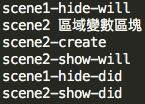 scene1-hide-will
scene2 區域變數區塊
scene2-create
scene2-show-will
scene1-hide-did
scene2-show-did